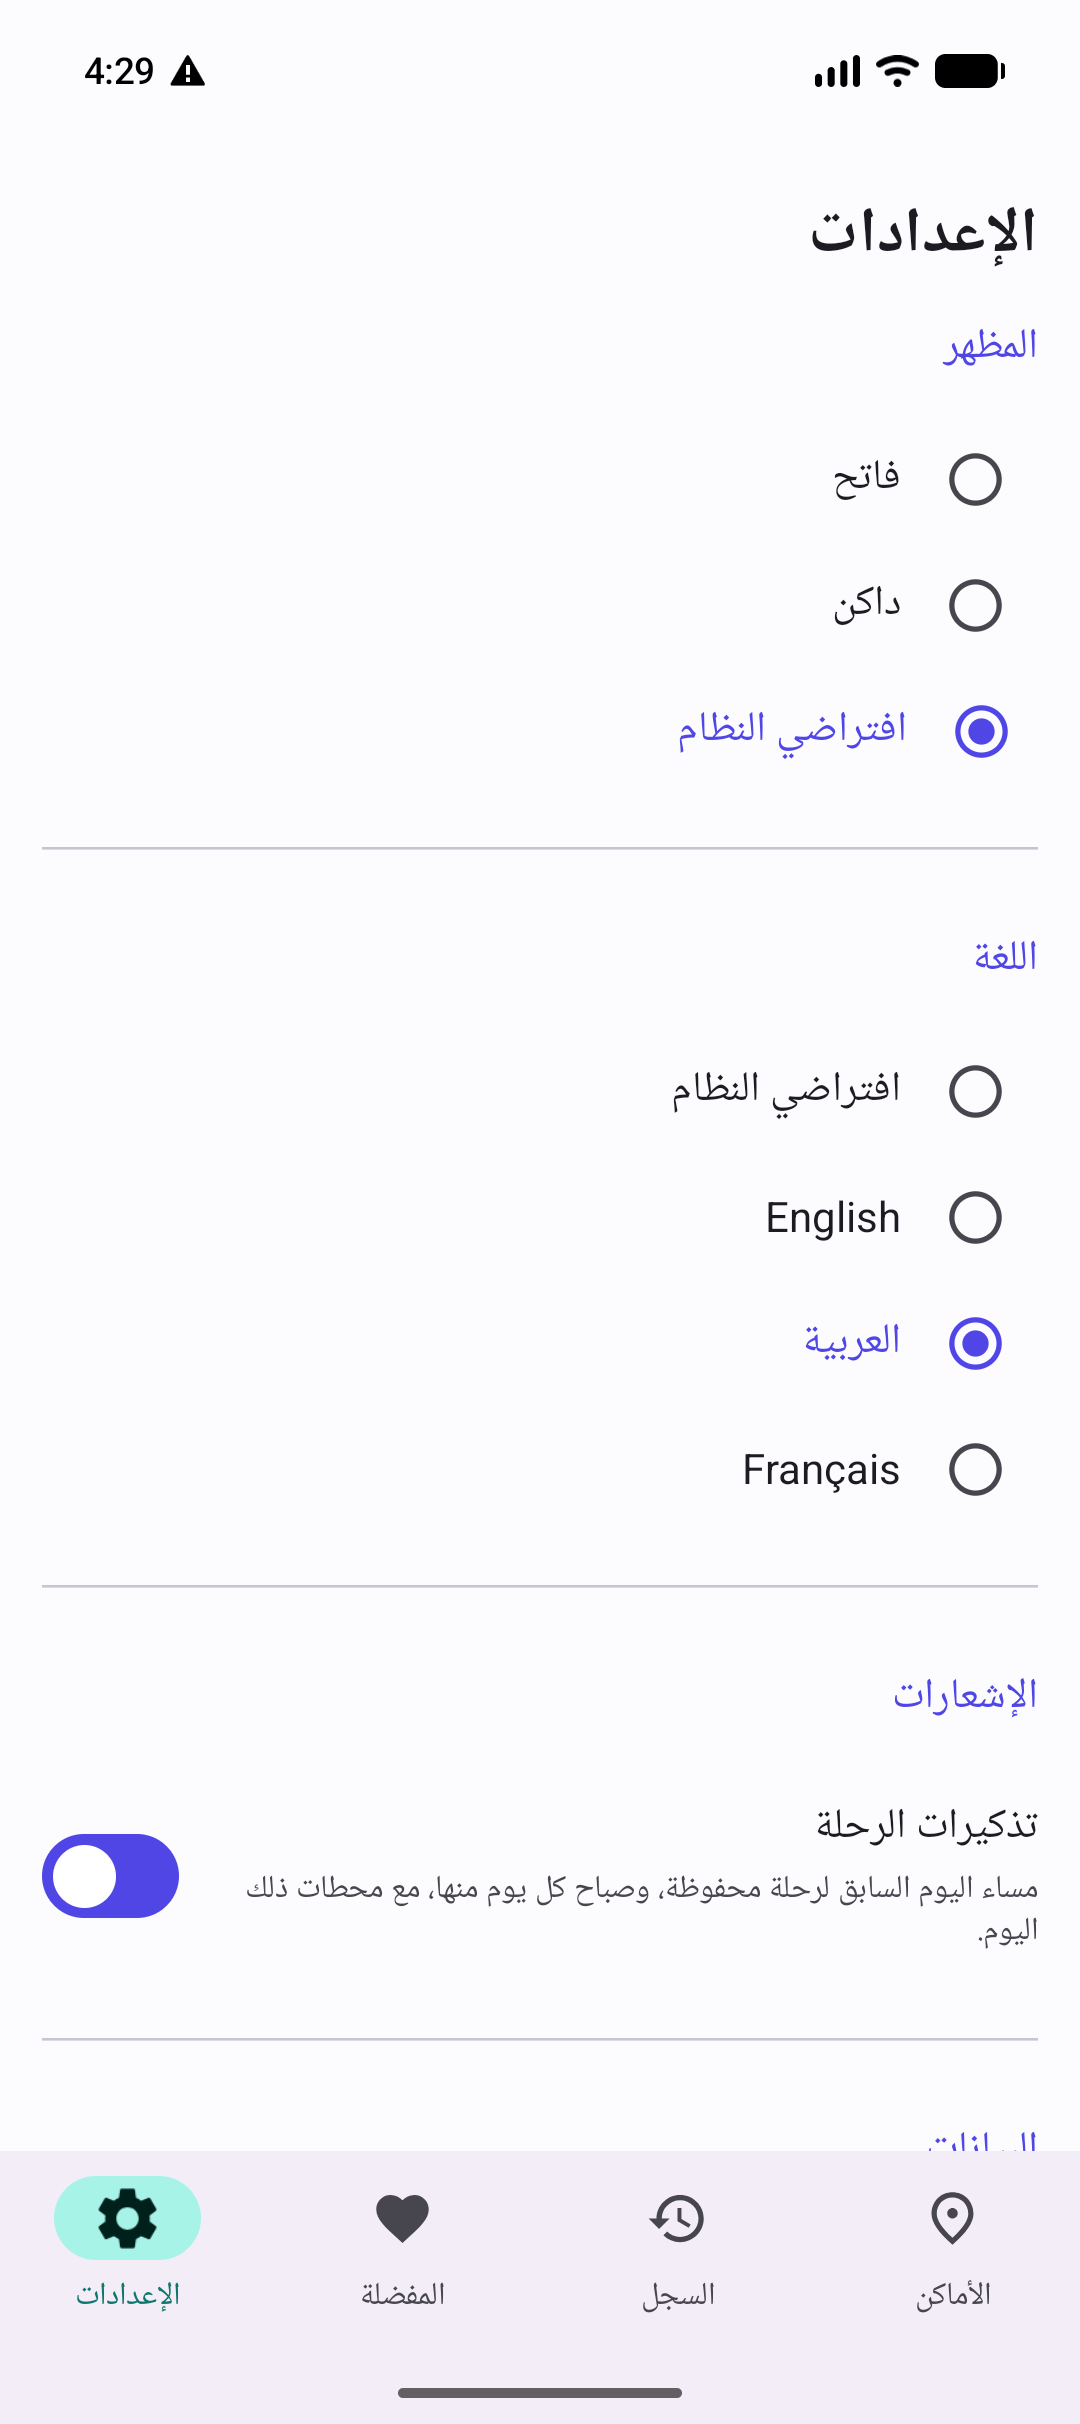 4:29
الإعدادات
المظهر
فاتح
داكن
افتراضي النظام
اللغة
افتراضي النظام
English
العربية
Français
الإشعارات
تذكيرات الرحلة
مساء اليوم السابق لرحلة محفوظة، وصباح كل يوم منها، مع محطات ذلك
اليوم.
البيانات
الأماكن
السجل
المفضلة
الإعدادات